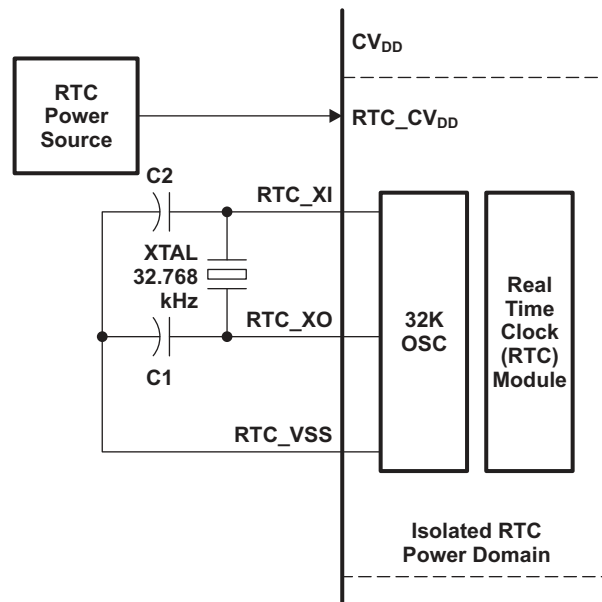 CVDD
RTC
Power
Source
RTC_CVDD
C2
RTC_XI
XTAL
32.768
kHz
RTC_XO
C1
RTC_VSS
32K
OSC
Real
Time
Clock
(RTC)
Module
Isolated RTC
Power Domain